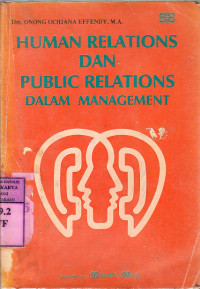 Drs. ONONG UCHJANA EFFENDY, M.A.
HUMAN RELATIONS
DAN
PUBLIC RELATIONS
DALAM MANAGEMENT